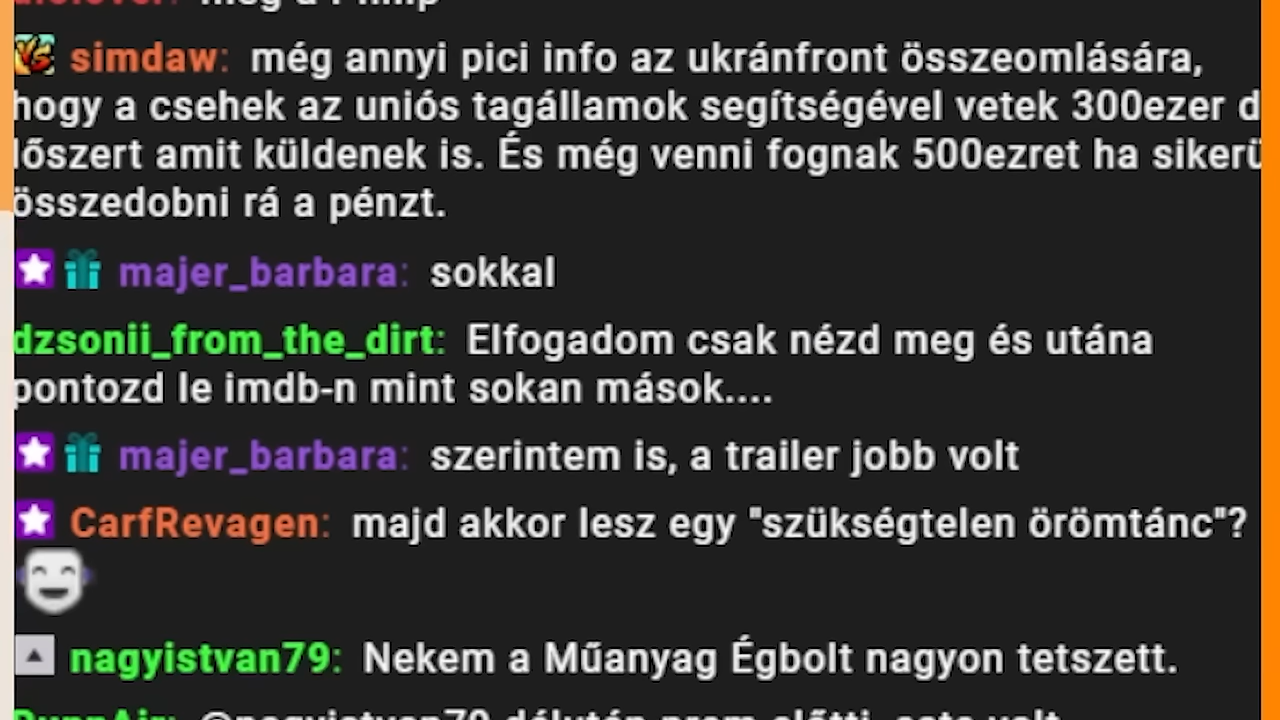 simdaw: még annyi pici info az ukránfront összeomlására,
hogy a csehek az uniós tagállamok segítségével vetek 300ezer d
lőszert amit küldenek is. És még venni fognak 500ezret ha sikerü
összedobni rá a pénzt.
majer_barbara: sokkal
dzsonii_from_the_dirt: Elfogadom csak nézd meg és utána
pontozd le imdb-n mint sokan mások....
majer_barbara: szerintem is, a trailer jobb volt
CarfRevagen: majd akkor lesz egy "szükségtelen örömtánc"?
nagyistvan79: Nekem a Műanyag Égbolt nagyon tetszett.